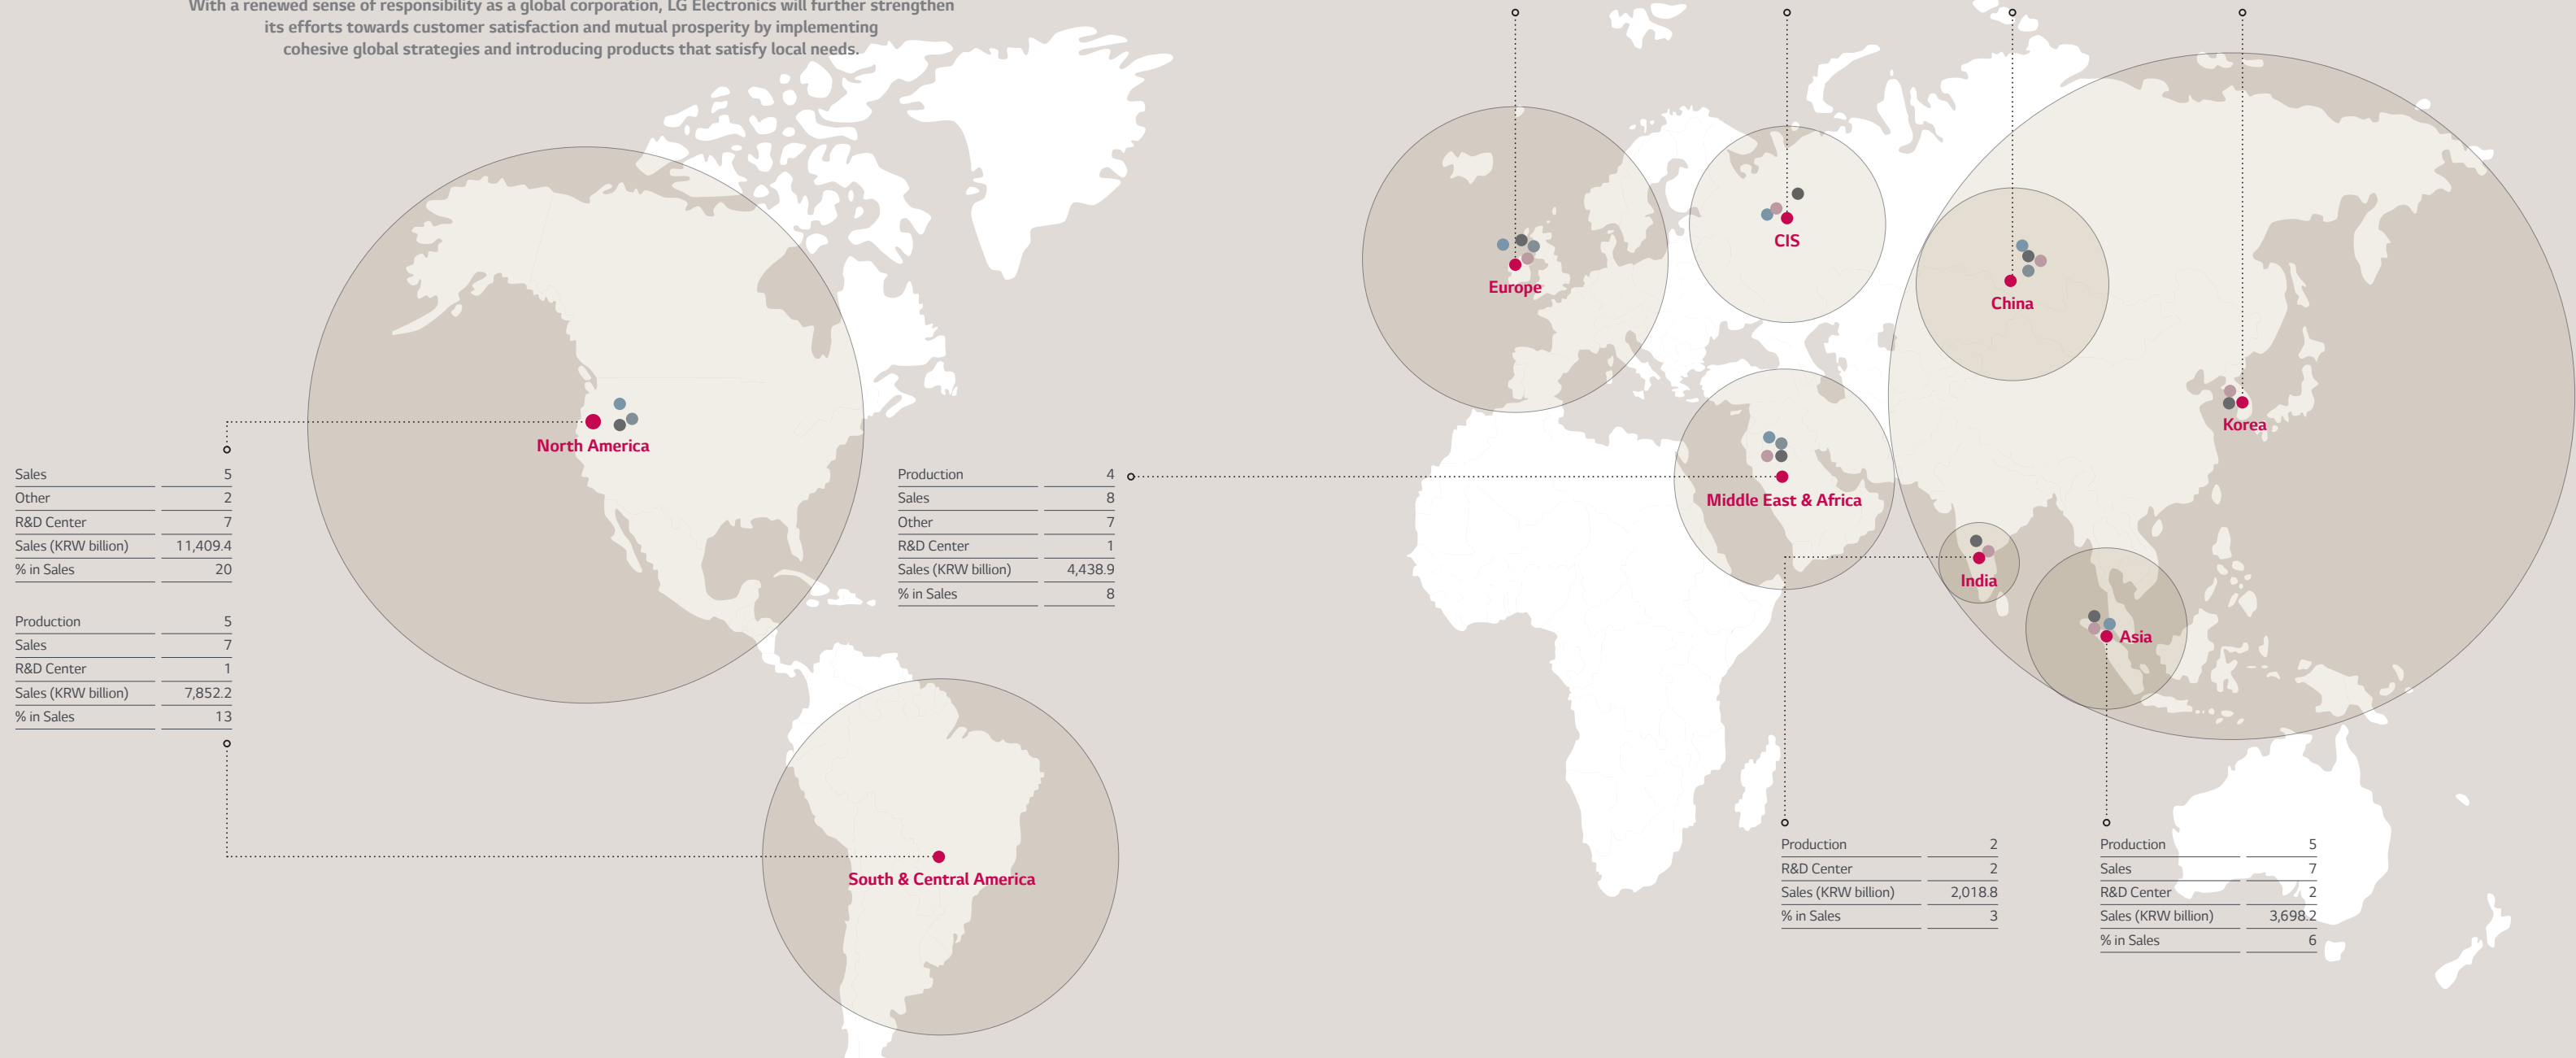 With a renewed sense of responsibility as a global corporation, LG Electronics will further strengthen
its efforts towards customer satisfaction and mutual prosperity by implementing
cohesive global strategies and introducing products that satisfy local needs.
North America
Sales 5
Other 2
R&D Center 7
Sales (KRW billion) 11,409.4
% in Sales 20
Production 5
Sales 7
R&D Center 1
Sales (KRW billion) 7,852.2
% in Sales 13
South & Central America
Production 4
Sales 8
Other 7
R&D Center 1
Sales (KRW billion) 4,438.9
% in Sales 8
Europe
CIS
China
Korea
Middle East & Africa
India
Asia
Production 2
R&D Center 2
Sales (KRW billion) 2,018.8
% in Sales 3
Production 5
Sales 7
R&D Center 2
Sales (KRW billion) 3,698.2
% in Sales 6